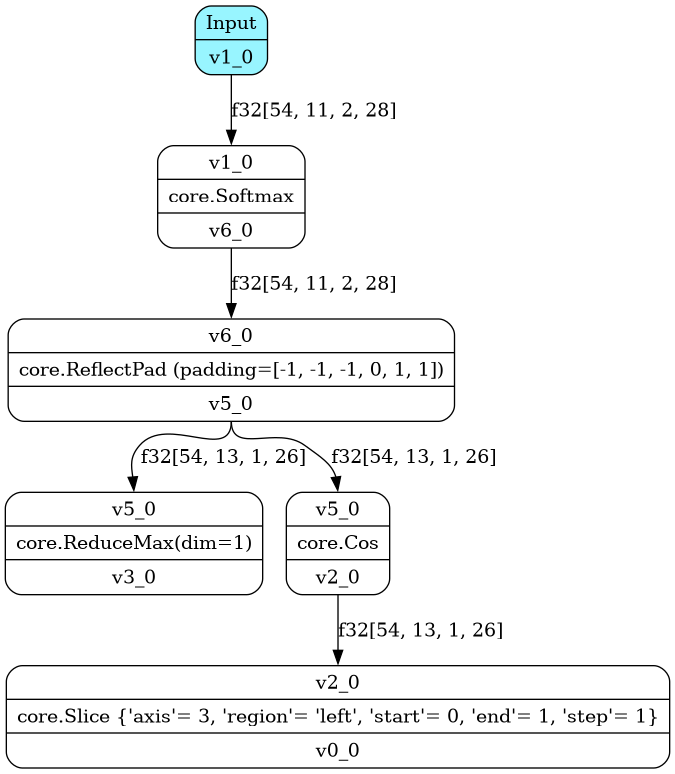 Input
v1_0
f32[54, 11, 2, 28]
v1_0
core.Softmax
v6_0
f32[54, 11, 2, 28]
v6_0
core.ReflectPad (padding=[-1, -1, -1, 0, 1, 1])
v5_0
f32[54, 13, 1, 26]
f32[54, 13, 1, 26]
v5_0
core.ReduceMax(dim=1)
v3_0
v5_0
core.Cos
v2_0
f32[54, 13, 1, 26]
v2_0
core.Slice {'axis'= 3, 'region'= 'left', 'start'= 0, 'end'= 1, 'step'= 1}
v0_0